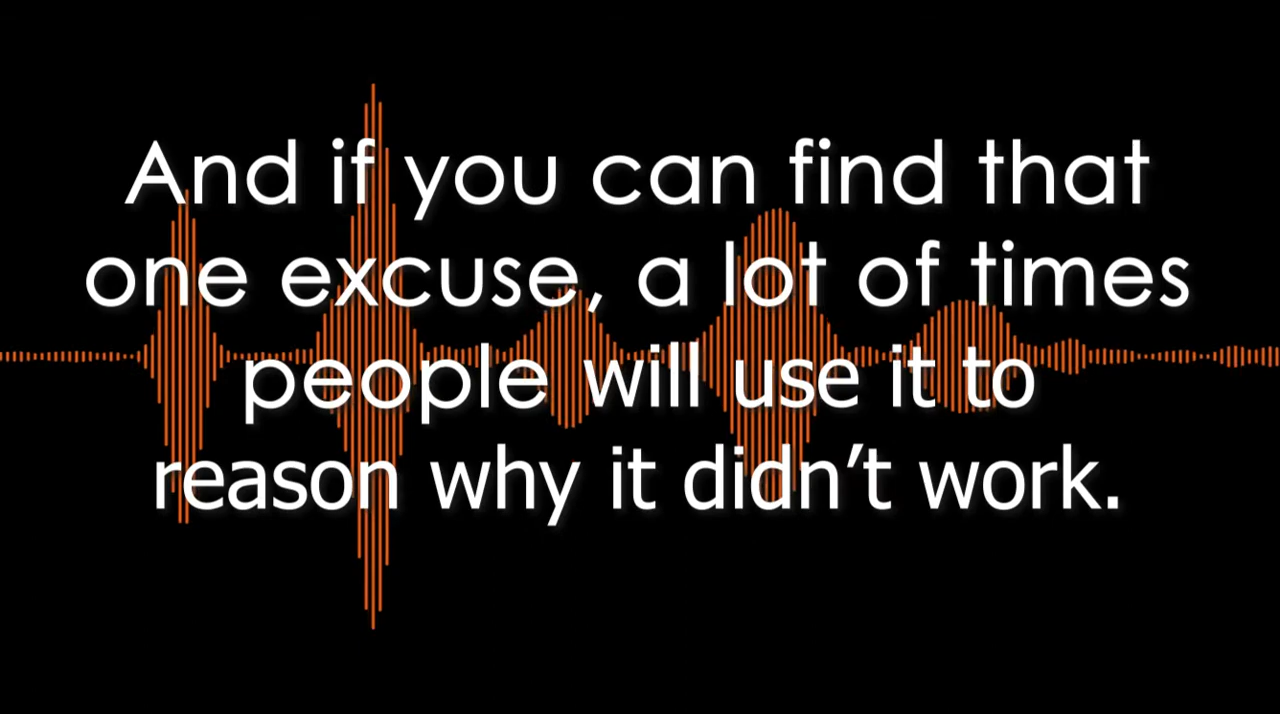 And if you can find that
one excuse, a lot of times
people will use it to
reason why it didn’t work.